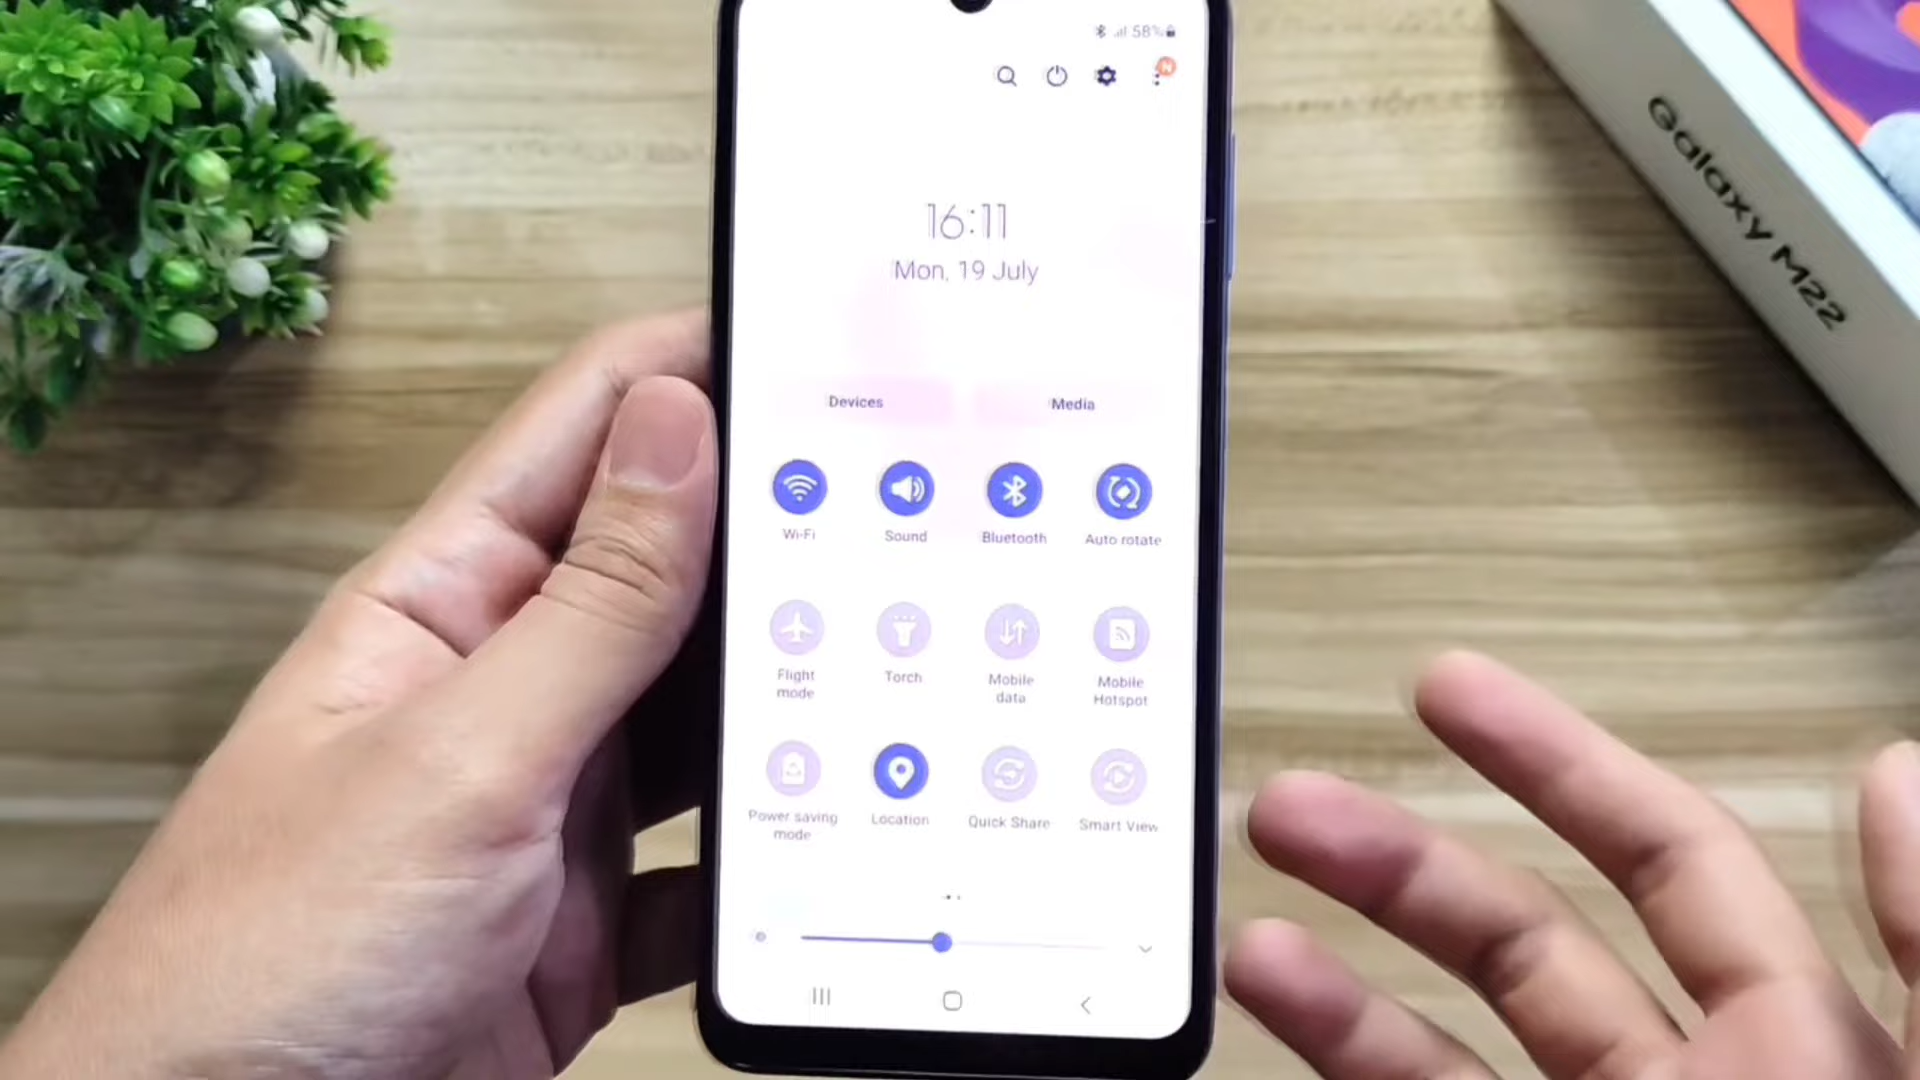 58%
N
16:11
Mon, 19 July
Devices
Media
Wi-Fi
Sound
Bluetooth
Auto rotate
Flight
mode
Torch
Mobile
data
Mobile
Hotspot
Power saving
mode
Location
Quick Share
Smart View
Galaxy M22